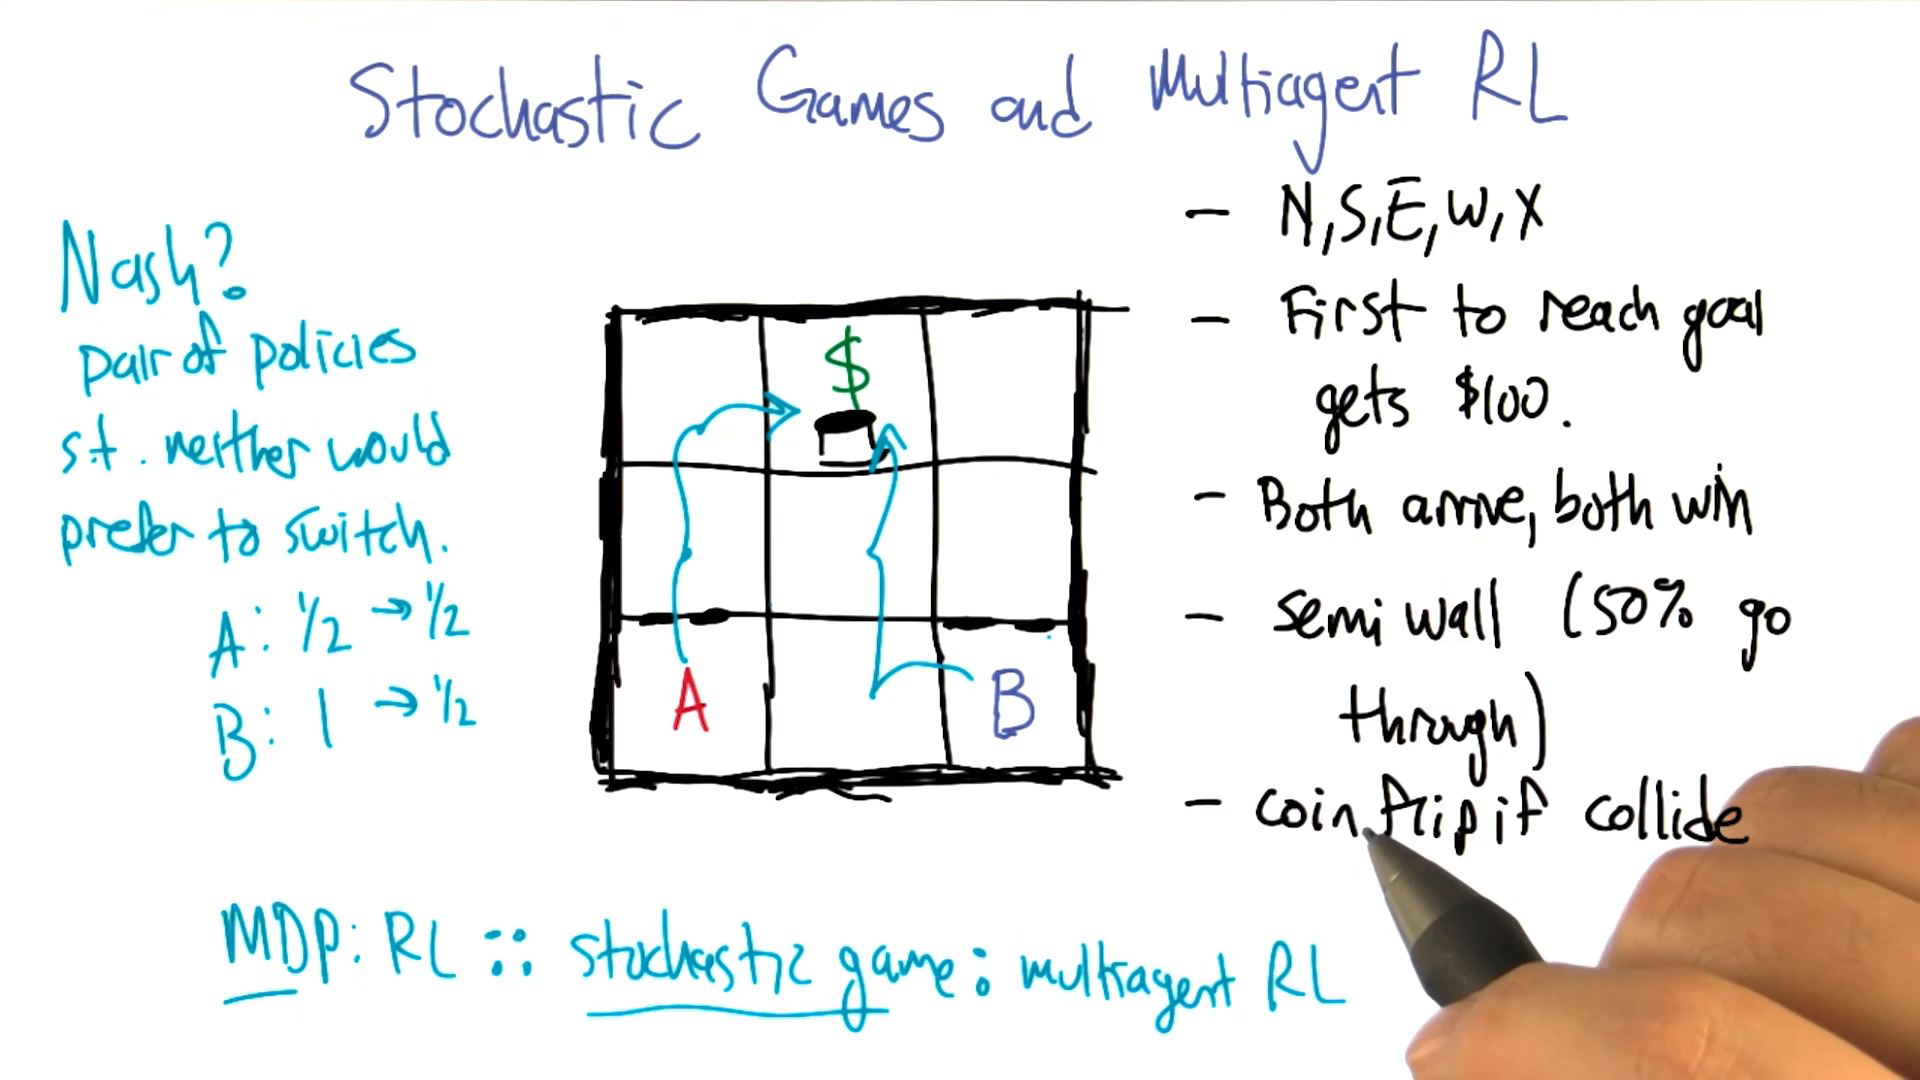 Stochastic Games and Multiagent RL
Nash?
pair of policies
s.t. neither would
prefer to switch.
A: 1/2 → 1/2
B: 1 → 1/2
$
A
B
- N,S,E,W,X
- First to reach goal
gets $100.
- Both arrive, both win
- semi wall (50% go
through)
- coin flip if collide
MDP: RL :: stochastic game: multiagent RL